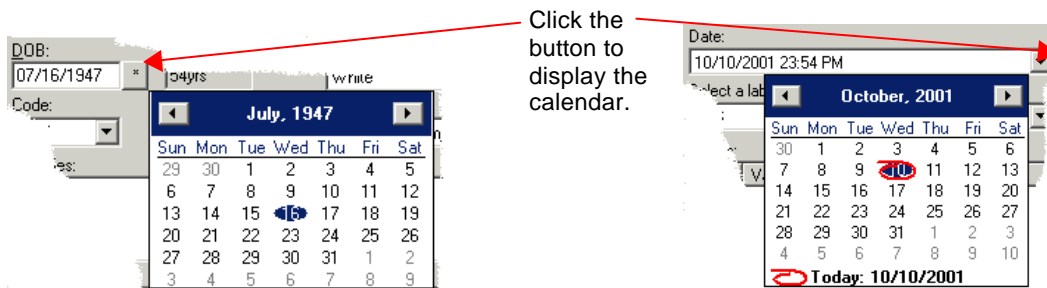 DOB:
07/16/1947 * 54yrs White
Code:
July, 1947
Sun Mon Tue Wed Thu Fri Sat
29 30 1 2 3 4 5
6 7 8 9 10 11 12
13 14 15 16 17 18 19
20 21 22 23 24 25 26
27 28 29 30 31 1 2
3 4 5 6 7 8 9
Click the
button to
display the
calendar.
Date:
10/10/2001 23:54 PM
Select a lab
October, 2001
Sun Mon Tue Wed Thu Fri Sat
30 1 2 3 4 5 6
7 8 9 10 11 12 13
14 15 16 17 18 19 20
21 22 23 24 25 26 27
28 29 30 31 1 2 3
4 5 6 7 8 9 10
Today: 10/10/2001